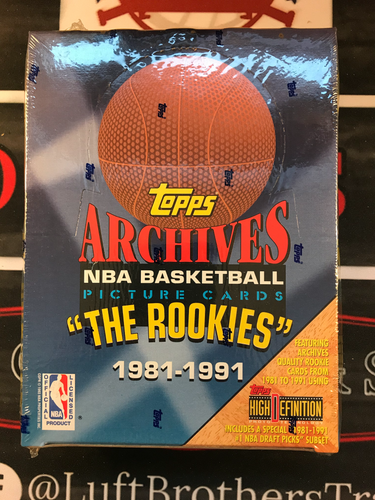 TOPPS
ARCHIVES
NBA BASKETBALL
PICTURE CARDS
"THE ROOKIES"
1981-1991
FEATURING
ARCHIVES
QUALITY ROOKIE
CARDS FROM
1981 TO 1991 USING
Topps
HIGH DEFINITION
INCLUDES A SPECIAL "1981-1991
#1 NBA DRAFT PICKS" SUBSET
OFFICIAL
NBA
LICENSED
PRODUCT
@LuftBrothersTr